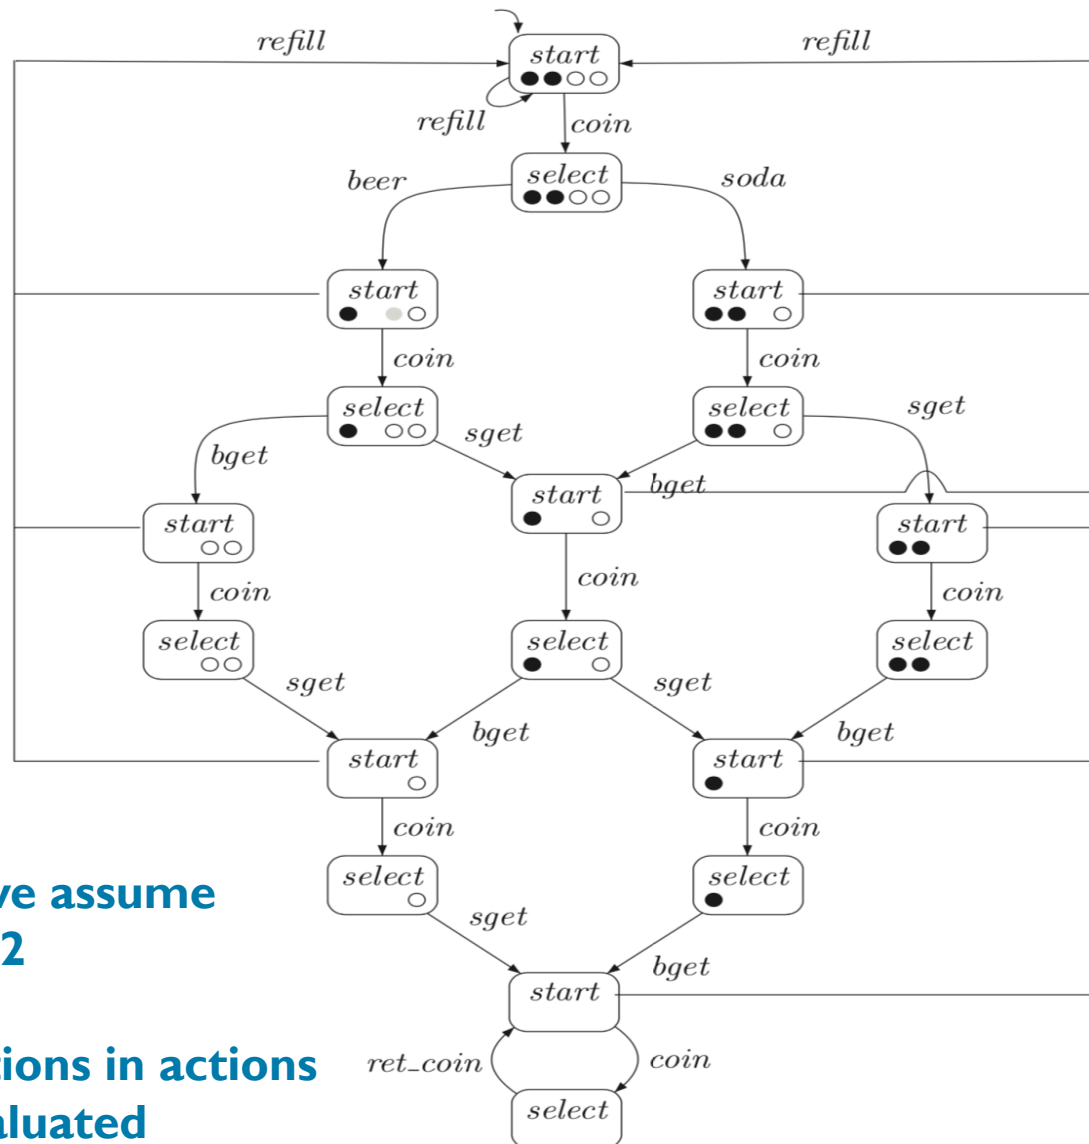 refill
refill
start
refill
coin
select
beer
soda
start
start
coin
coin
select
select
sget
sget
bget
start
bget
start
start
coin
coin
coin
select
select
select
sget
sget
bget
bget
start
start
coin
coin
select
select
sget
bget
start
ret_coin
coin
select
ve assume
2
tions in actions
aluated